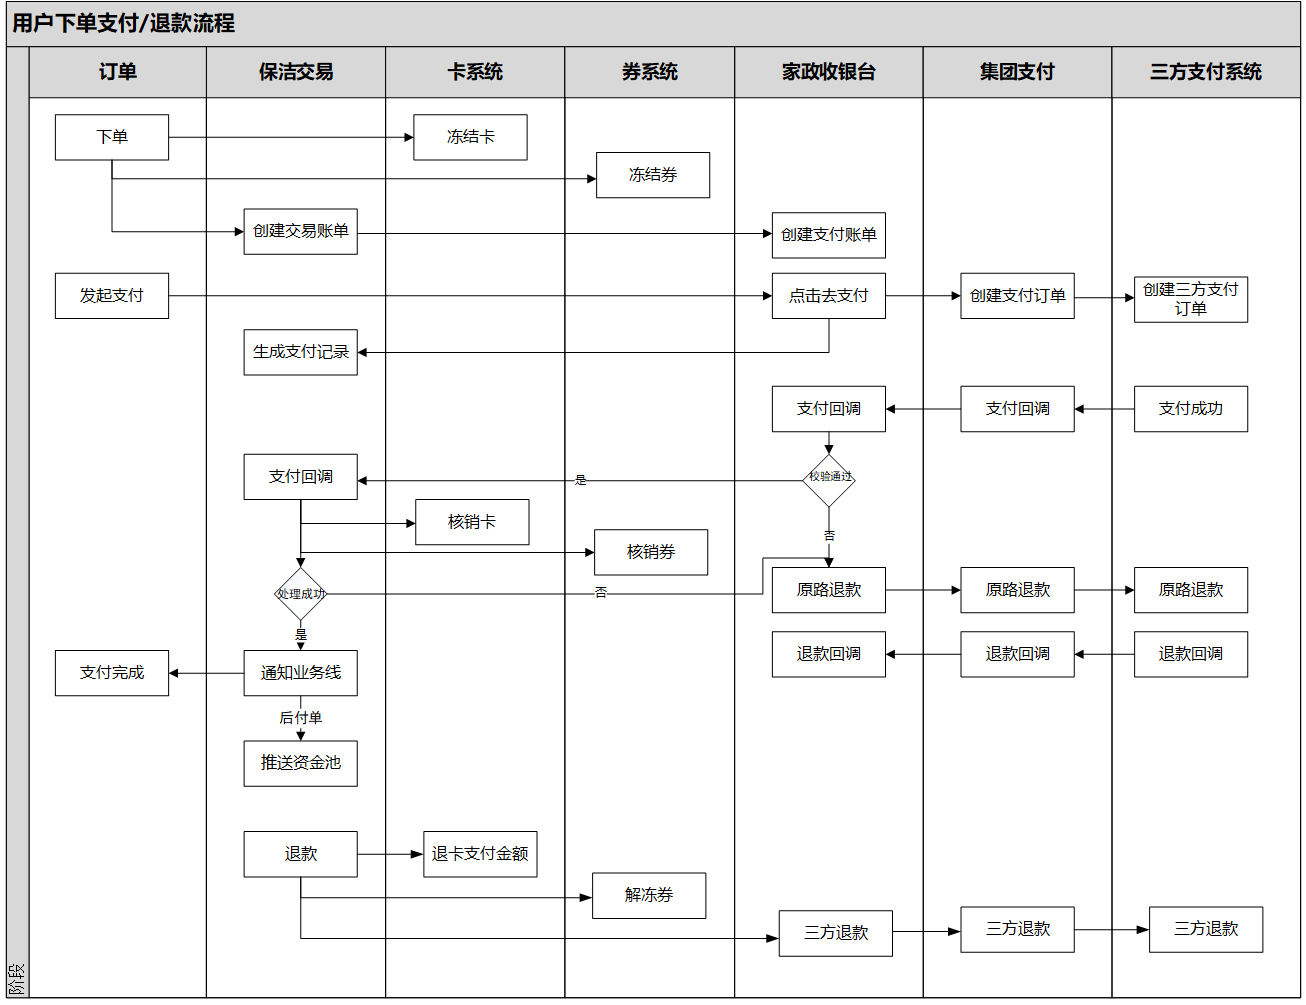 用户下单支付/退款流程
订单
保洁交易
卡系统
券系统
家政收银台
集团支付
三方支付系统
下单
冻结卡
冻结券
创建交易账单
创建支付账单
发起支付
点击去支付
创建支付订单
创建三方支付
订单
生成支付记录
支付回调
支付回调
支付成功
校验通过
支付回调
是
核销卡
否
核销券
处理成功
否
原路退款
原路退款
原路退款
是
退款回调
退款回调
退款回调
支付完成
通知业务线
后付单
推送资金池
退款
退卡支付金额
解冻券
三方退款
三方退款
三方退款
阶段